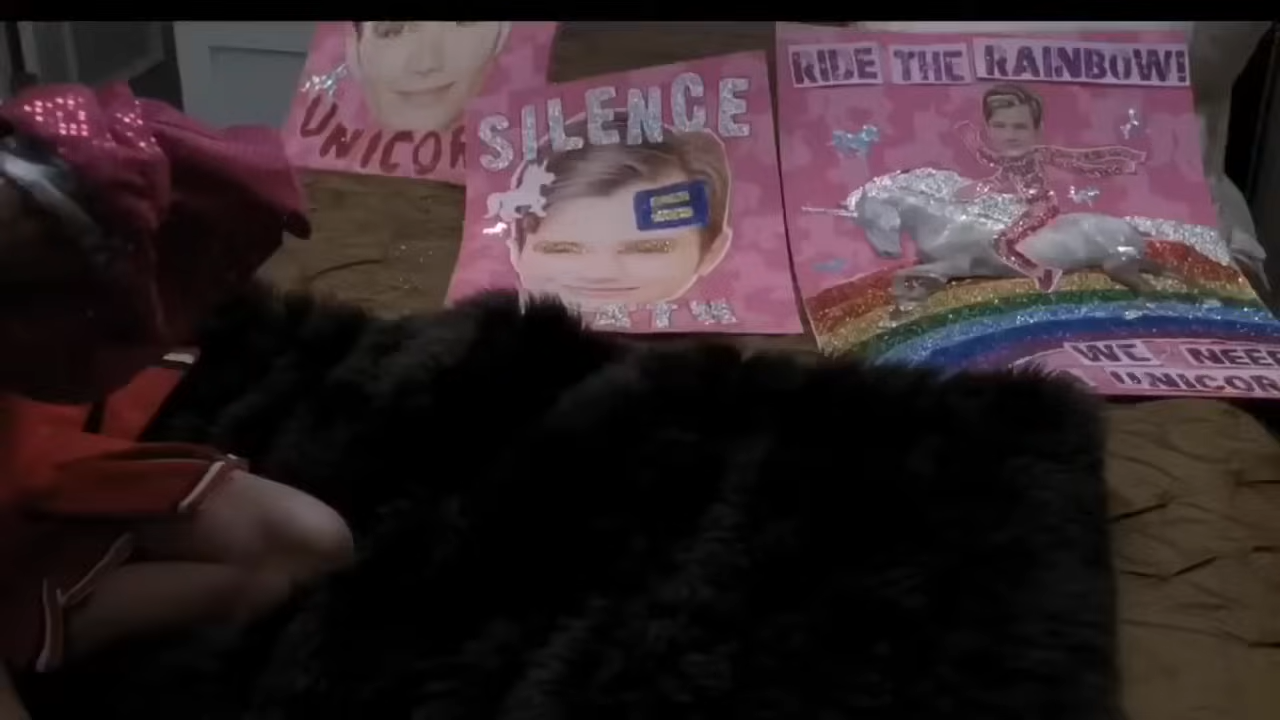 UNICOR
SILENCE
RIDE THE RAINBOW!
WE NEED
UNICOR